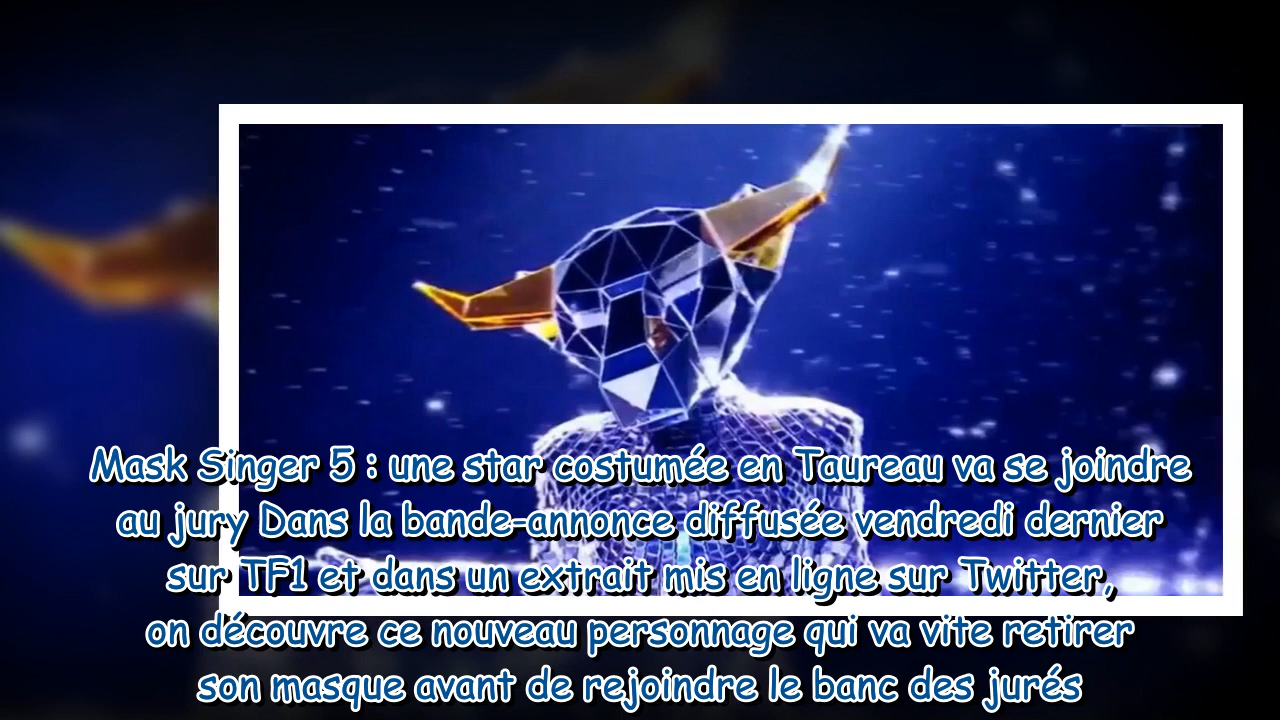 Mask Singer 5 : une star costumée en Taureau va se joindre
au jury Dans la bande-annonce diffusée vendredi dernier
sur TF1 et dans un extrait mis en ligne sur Twitter,
on découvre ce nouveau personnage qui va vite retirer
son masque avant de rejoindre le banc des jurés